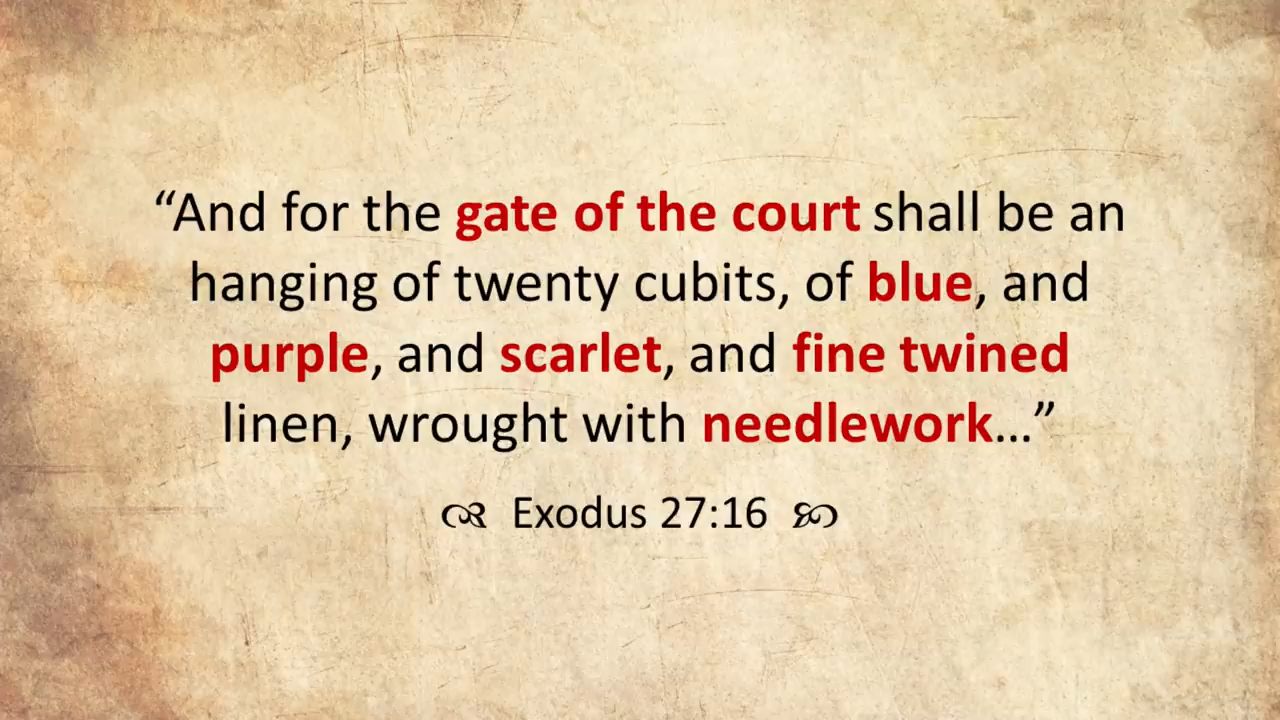 “And for the gate of the court shall be an
hanging of twenty cubits, of blue, and
purple, and scarlet, and fine twined
linen, wrought with needlework…”
Exodus 27:16